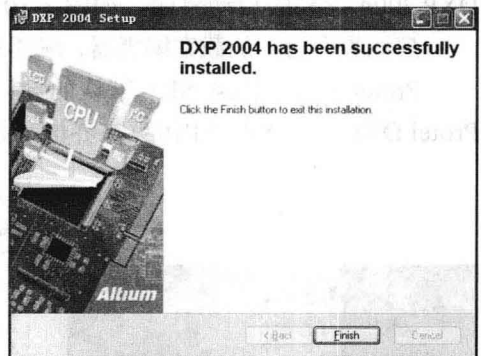 DXP 2004 Setup
DXP 2004 has been successfully
installed.
Click the Finish button to exit this installation.
CPU
Altium
< Back
Finish
Cancel